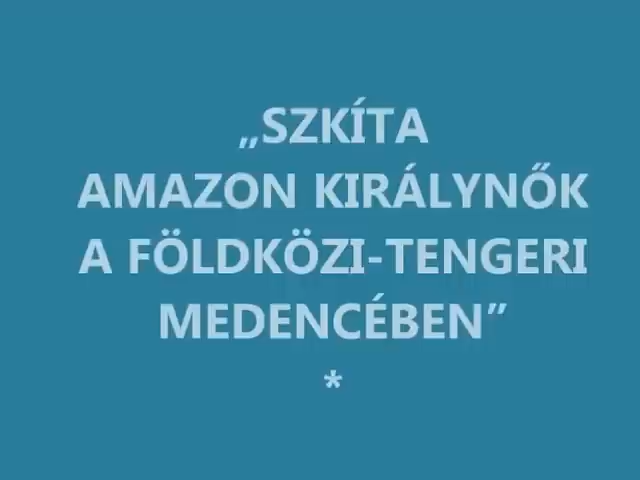 „SZKÍTA
AMAZON KIRÁLYNŐK
A FÖLDKÖZI-TENGERI
MEDENCÉBEN”
*